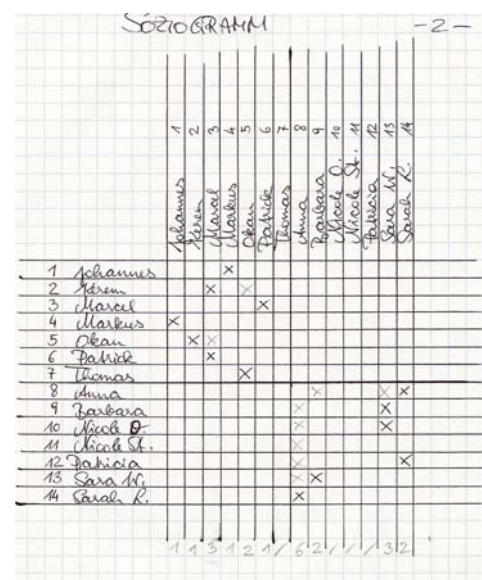 SOZIOGRAMM -2-
1 2 3 4 5 6 7 8 9 10 11 12 13 14
Johannes Kerem Marcel Markus Okan Patrick Thomas Anna Barbara Nicole O. Nicole St. Patricia Sara W. Sarah R.
1 Johannes x
2 Kerem x x
3 Marcel x
4 Markus x
5 Okan x x
6 Patrick x
7 Thomas x
8 Anna x x x
9 Barbara x x
10 Nicole O. x x
11 Nicole St. x
12 Patricia x x
13 Sara W. x x
14 Sarah R. x
1 1 3 1 2 1 / 6 2 / / / 3 2